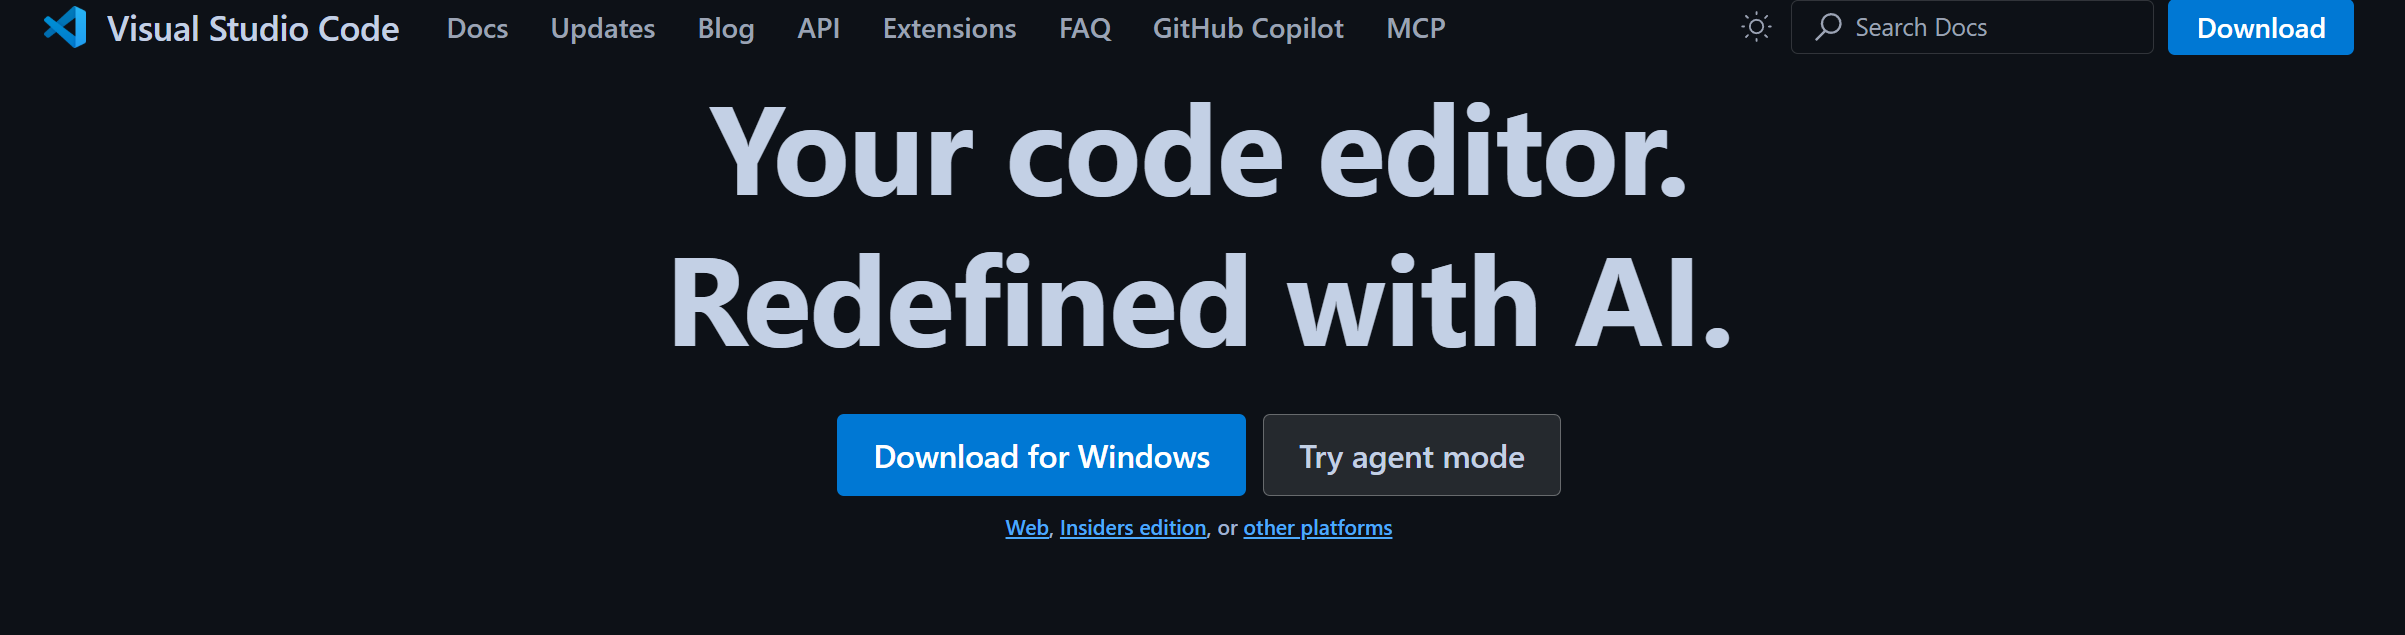 Visual Studio Code Docs Updates Blog API Extensions FAQ GitHub Copilot MCP Search Docs Download
Your code editor.
Redefined with AI.
Download for Windows Try agent mode
Web, Insiders edition, or other platforms